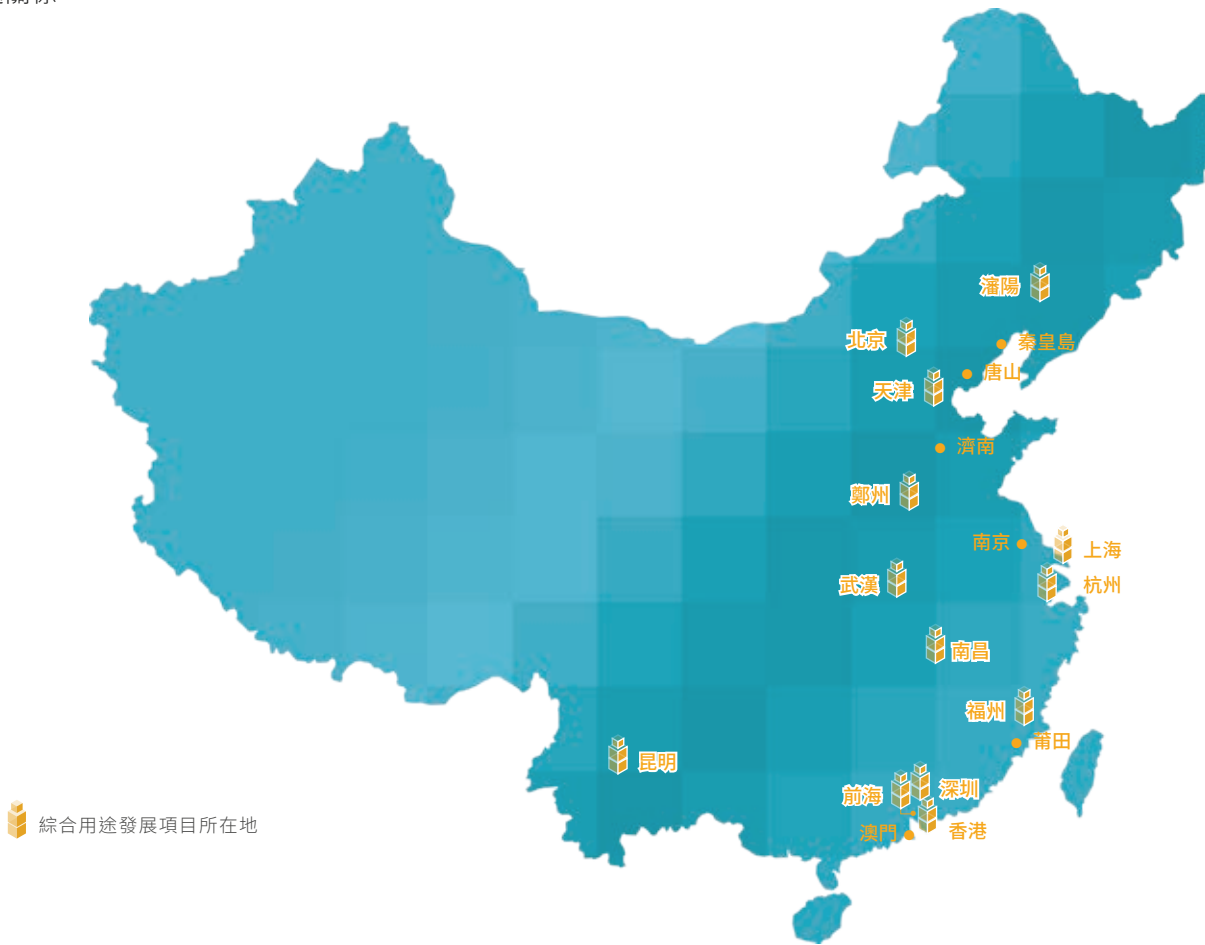 瀋陽
北京
秦皇島
唐山
天津
濟南
鄭州
南京
上海
武漢
杭州
南昌
福州
莆田
昆明
前海
深圳
綜合用途發展項目所在地
澳門
香港